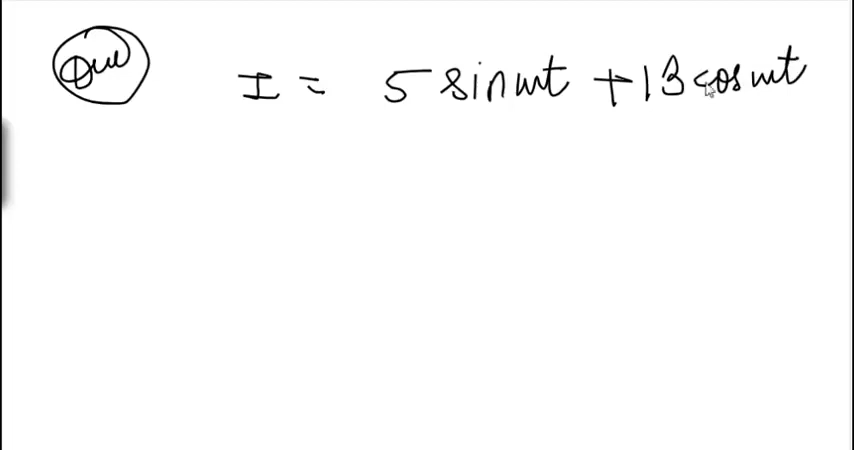 Que
I = 5 sin ωt + 13 cos ωt